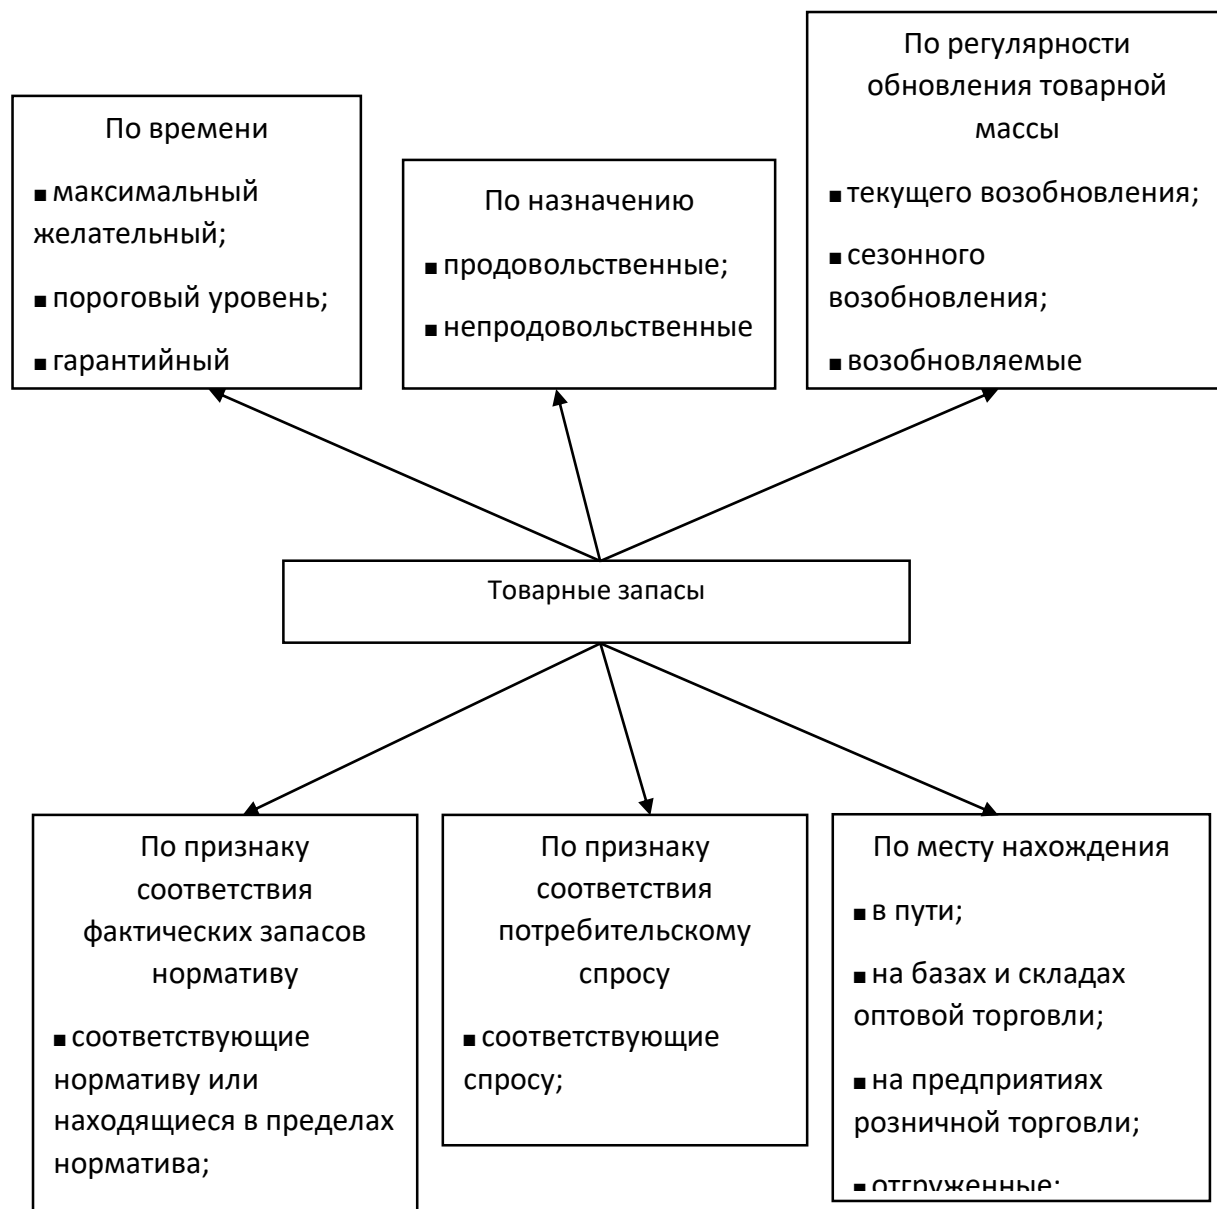 По времени
■ максимальный
желательный;
■ пороговый уровень;
■ гарантийный
По назначению
■ продовольственные;
■ непродовольственные
По регулярности
обновления товарной
массы
■ текущего возобновления;
■ сезонного
возобновления;
■ возобновляемые
Товарные запасы
По признаку
соответствия
фактических запасов
нормативу
■ соответствующие
нормативу или
находящиеся в пределах
норматива;
По признаку
соответствия
потребительскому
спросу
■ соответствующие
спросу;
По месту нахождения
■ в пути;
■ на базах и складах
оптовой торговли;
■ на предприятиях
розничной торговли;
■ отгруженные;